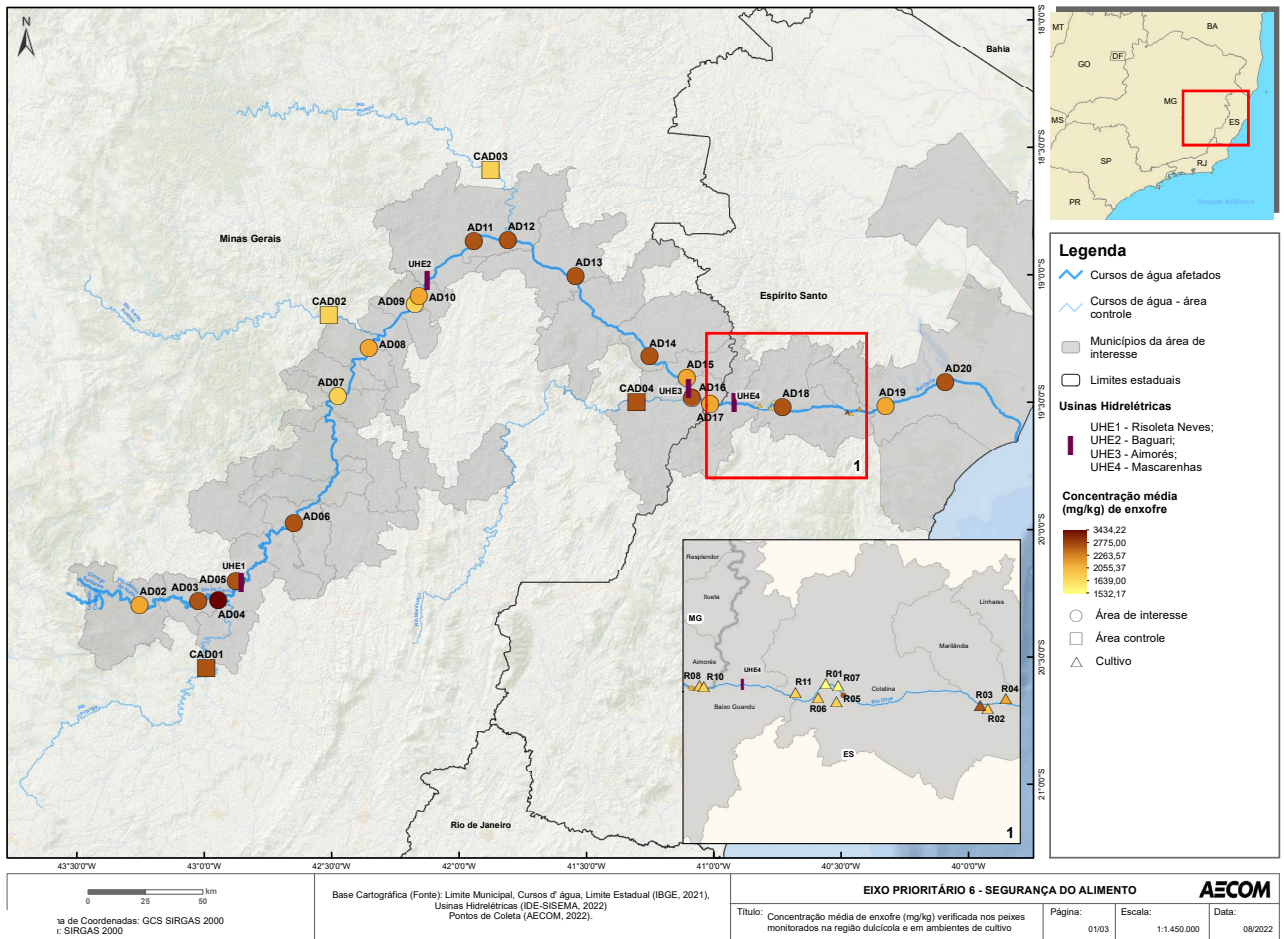 N
Bahia
Minas Gerais
Espírito Santo
Rio de Janeiro
CAD03
AD11
AD12
UHE2
AD13
CAD02
AD09
AD10
AD08
AD14
AD15
AD07
CAD04
UHE3
AD16
UHE4
AD17
AD18
AD19
AD20
Rio Doce
1
AD06
UHE1
AD05
AD03
AD02
AD04
CAD01
Rio Santo
Antônio
Rio Manhuaçu
Rio
Piranga
Resplendor
Itueta
MG
Aimorés
R08
R10
UHE4
Baixo Guandu
R11
R01
R07
R06
R05
Colatina
Rio Doce
Marilândia
Linhares
R03
R04
R02
ES
1
43°30'0"W
43°0'0"W
42°30'0"W
42°0'0"W
41°30'0"W
41°0'0"W
40°30'0"W
40°0'0"W
18°0'0"S
18°30'0"S
19°0'0"S
19°30'0"S
20°0'0"S
20°30'0"S
21°0'0"S
MT
BA
GO
DF
MG
ES
MS
SP
RJ
PR
Oceano Atlântico
Legenda
Cursos de água afetados
Cursos de água - área
controle
Municípios da área de
interesse
Limites estaduais
Usinas Hidrelétricas
UHE1 - Risoleta Neves;
UHE2 - Baguari;
UHE3 - Aimorés;
UHE4 - Mascarenhas
Concentração média
(mg/kg) de enxofre
3434,22
2775,00
2263,57
2055,37
1639,00
1532,17
Área de interesse
Área controle
Cultivo
km
0 25 50
na de Coordenadas: GCS SIRGAS 2000
: SIRGAS 2000
Base Cartográfica (Fonte): Limite Municipal, Cursos d' água, Limite Estadual (IBGE, 2021),
Usinas Hidrelétricas (IDE-SISEMA, 2022)
Pontos de Coleta (AECOM, 2022).
EIXO PRIORITÁRIO 6 - SEGURANÇA DO ALIMENTO
AECOM
Título: Concentração média de enxofre (mg/kg) verificada nos peixes
monitorados na região dulcícola e em ambientes de cultivo
Página:
01/03
Escala:
1:1.450.000
Data:
08/2022